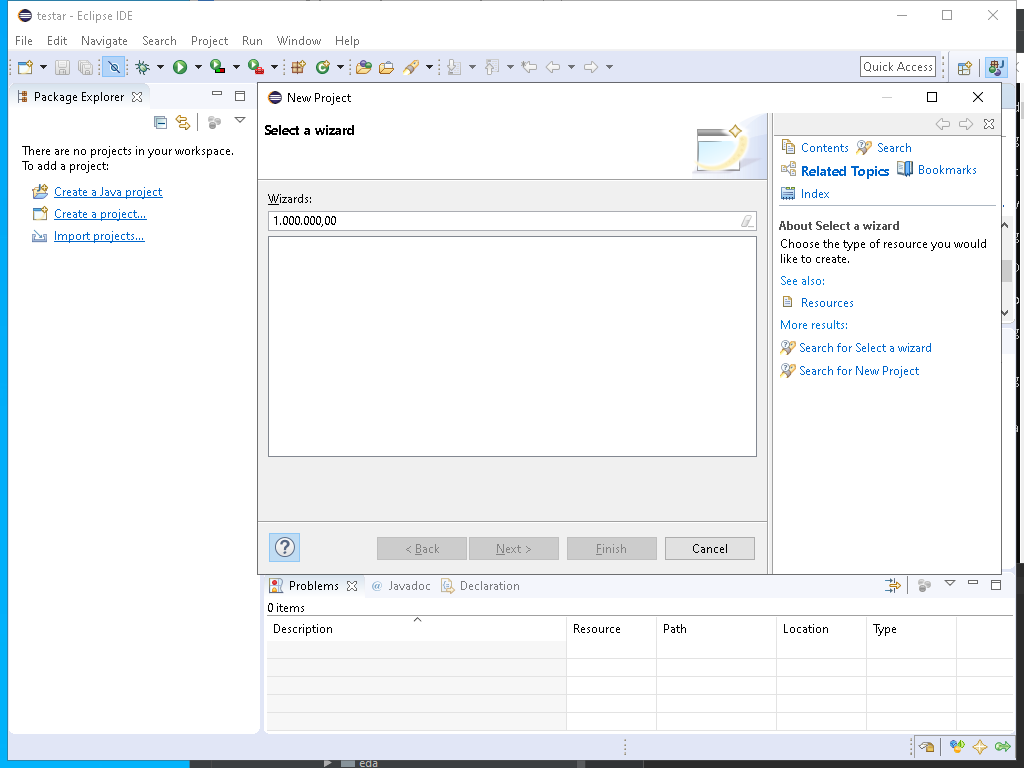 testar - Eclipse IDE
File Edit Navigate Search Project Run Window Help
Quick Access
Package Explorer
There are no projects in your workspace.
To add a project:
Create a Java project
Create a project...
Import projects...
New Project
Select a wizard
Wizards:
1.000.000,00
< Back Next > Finish Cancel
Contents Search
Related Topics Bookmarks
Index
About Select a wizard
Choose the type of resource you would
like to create.
See also:
Resources
More results:
Search for Select a wizard
Search for New Project
Problems @ Javadoc Declaration
0 items
Description Resource Path Location Type
eda